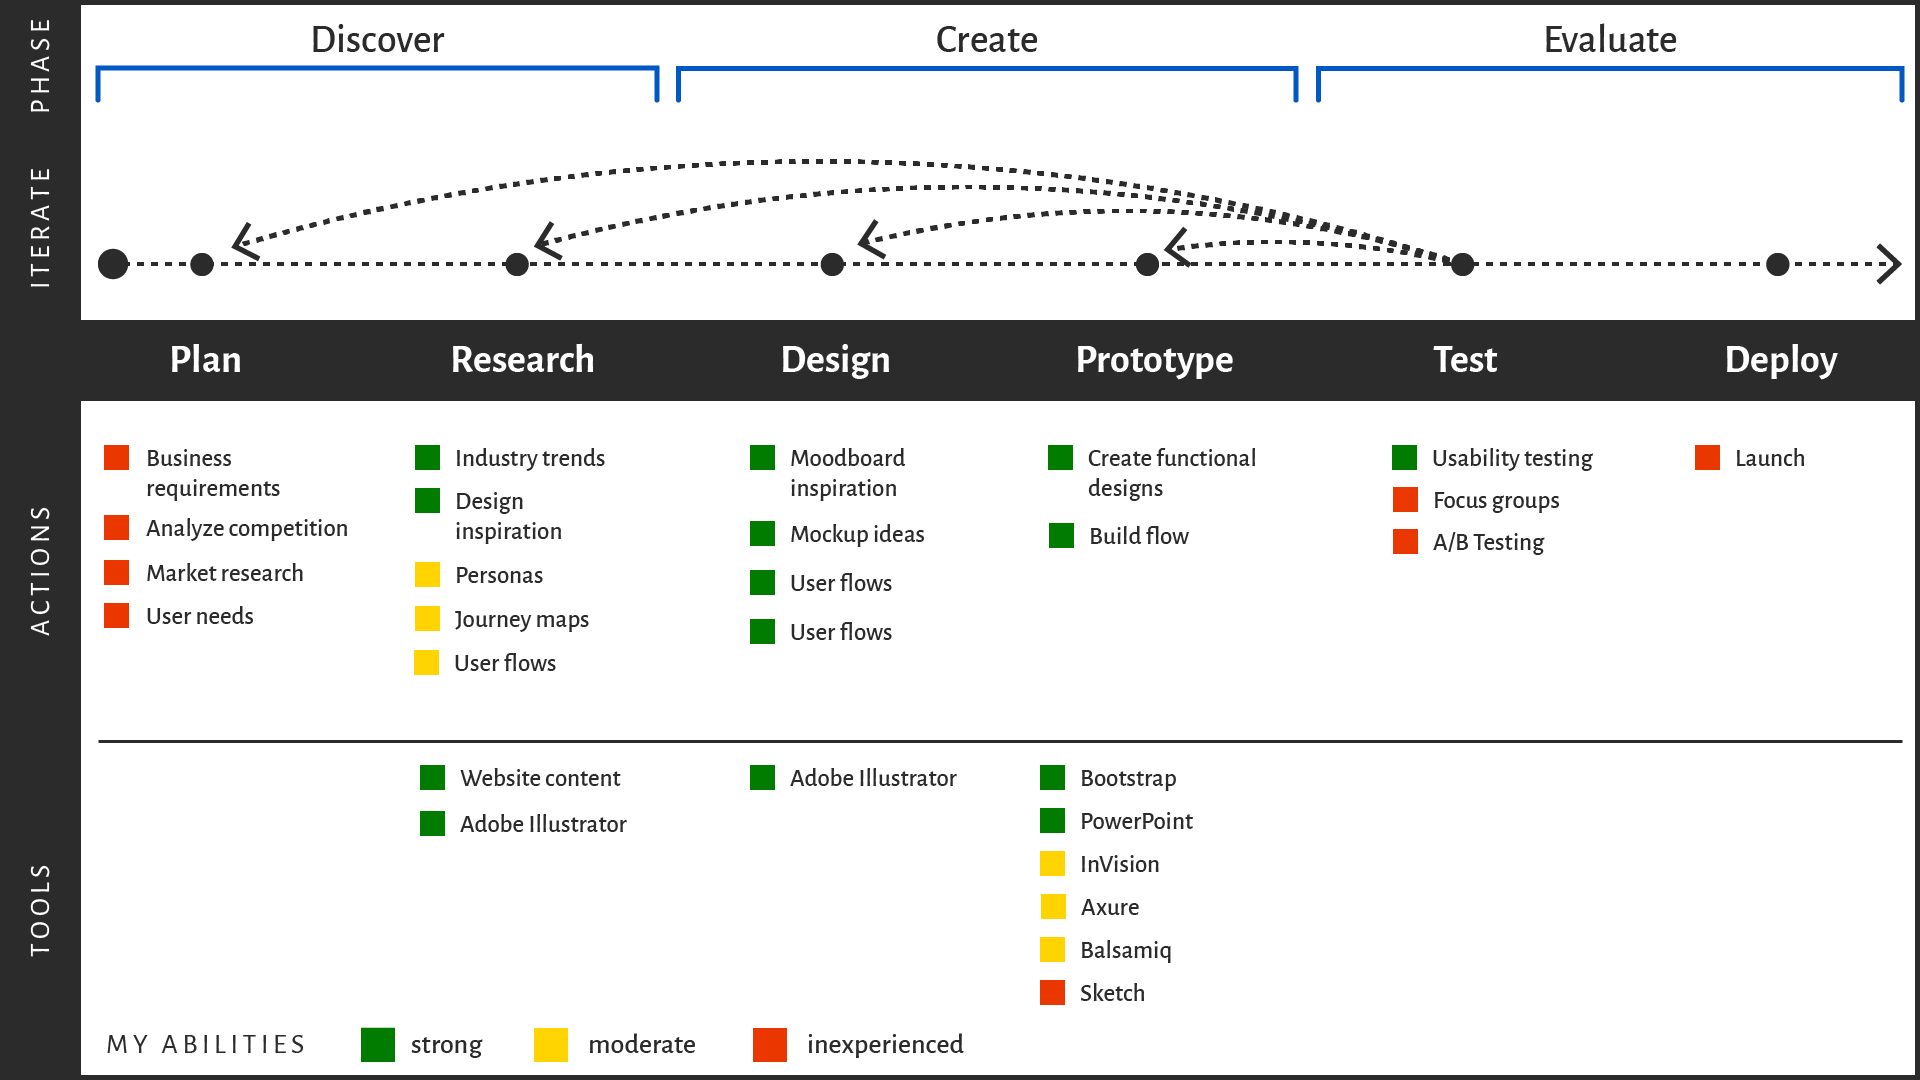 PHASE
Discover
Create
Evaluate
ITERATE
Plan
Research
Design
Prototype
Test
Deploy
ACTIONS
Business
requirements
Analyze competition
Market research
User needs
Industry trends
Design
inspiration
Personas
Journey maps
User flows
Moodboard
inspiration
Mockup ideas
User flows
User flows
Create functional
designs
Build flow
Usability testing
Focus groups
A/B Testing
Launch
TOOLS
Website content
Adobe Illustrator
Adobe Illustrator
Bootstrap
PowerPoint
InVision
Axure
Balsamiq
Sketch
MY ABILITIES
strong
moderate
inexperienced